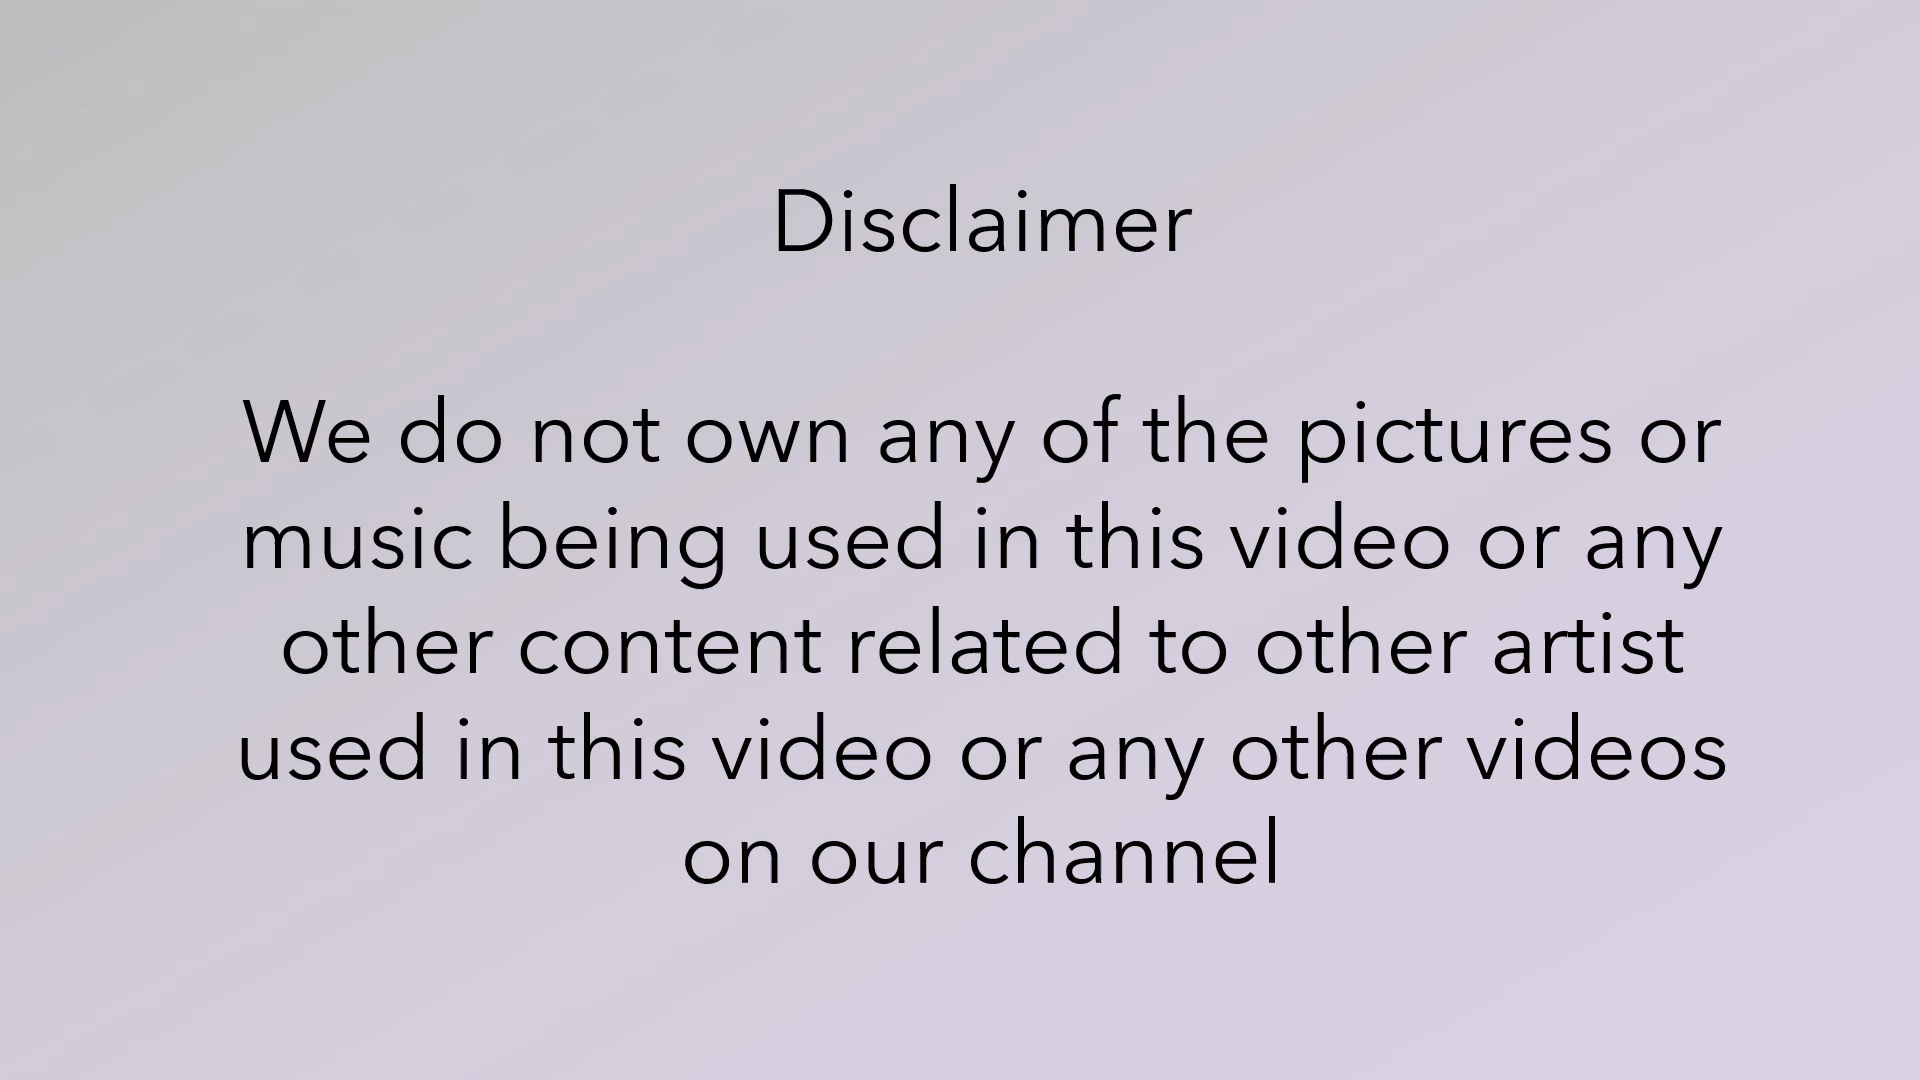 Disclaimer
We do not own any of the pictures or
music being used in this video or any
other content related to other artist
used in this video or any other videos
on our channel